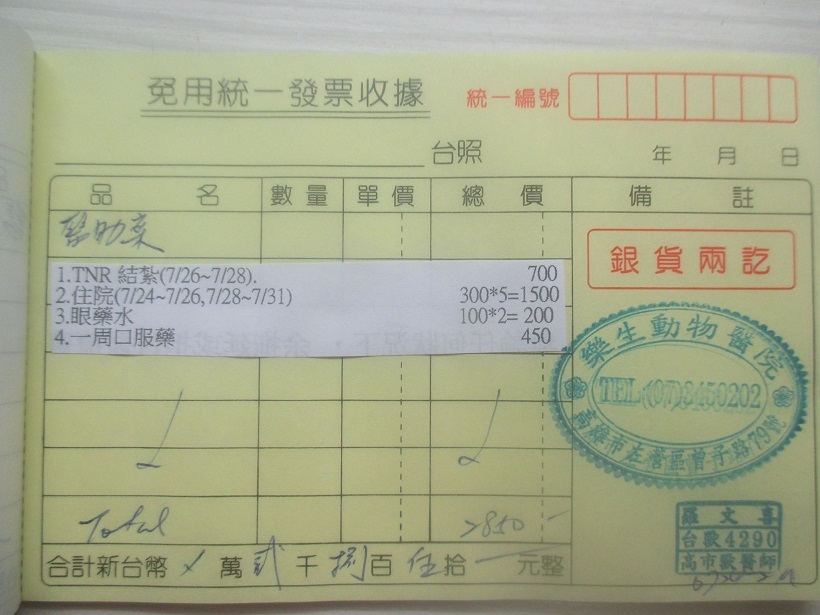 免用統一發票收據
統一編號
台照
年 月 日
品 名 數量 單價 總 價 備 註
1.TNR 結紮(7/26~7/28). 700
2.住院(7/24~7/26,7/28~7/31) 300*5=1500
3.眼藥水 100*2= 200
4.一周口服藥 450
銀貨兩訖
樂生動物醫院
TEL:(07)3450202
高雄市左營區曾子路79號
Total 2850
合計新台幣 萬 貳 千 捌 百 伍 拾 元整
羅文喜
台獸4290
高市獸醫師